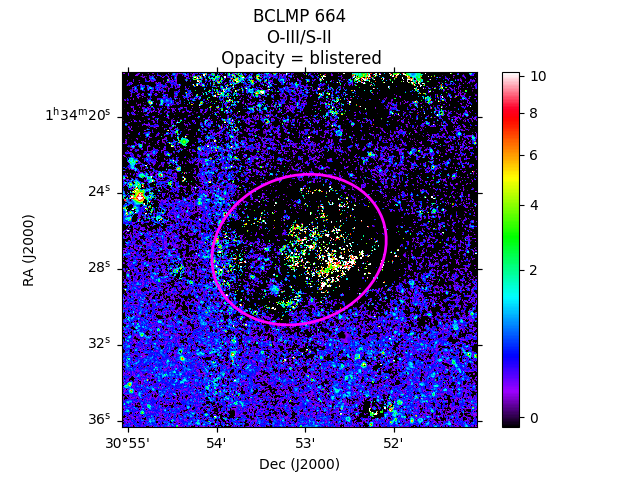 BCLMP 664
O-III/S-II
Opacity = blistered
1ʰ34ᵐ20ˢ
24ˢ
28ˢ
32ˢ
36ˢ
RA (J2000)
30°55'
54'
53'
52'
Dec (J2000)
10
8
6
4
2
0